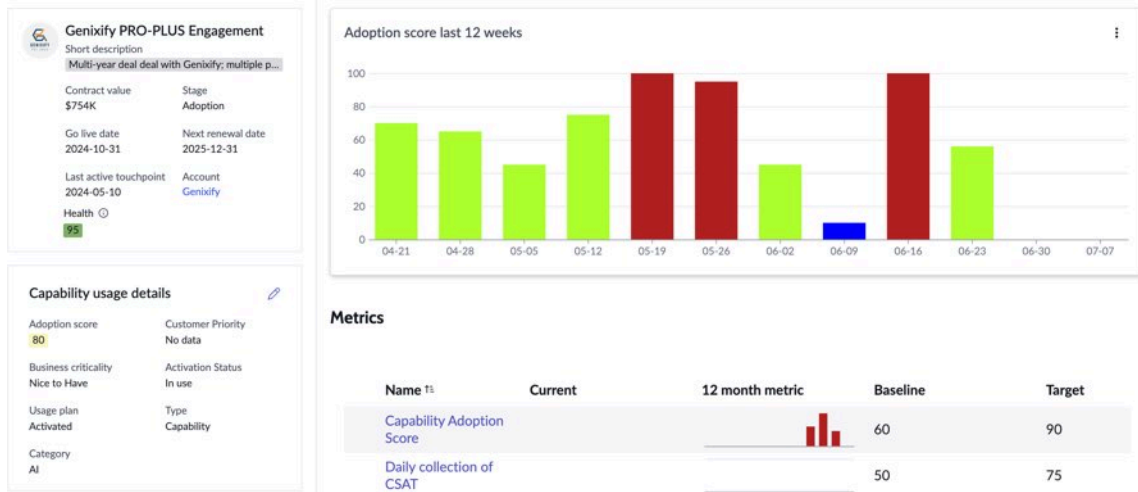 Genixify PRO-PLUS Engagement
Short description
Multi-year deal deal with Genixify; multiple p...
Contract value Stage
$754K Adoption
Go live date Next renewal date
2024-10-31 2025-12-31
Last active touchpoint Account
2024-05-10 Genixify
Health
95
GENIXIFY
Capability usage details
Adoption score Customer Priority
80 No data
Business criticality Activation Status
Nice to Have In use
Usage plan Type
Activated Capability
Category
AI
Adoption score last 12 weeks
100
80
60
40
20
0
04-21 04-28 05-05 05-12 05-19 05-26 06-02 06-09 06-16 06-23 06-30 07-07
Metrics
Name Current 12 month metric Baseline Target
Capability Adoption
Score
60 90
Daily collection of
CSAT
50 75